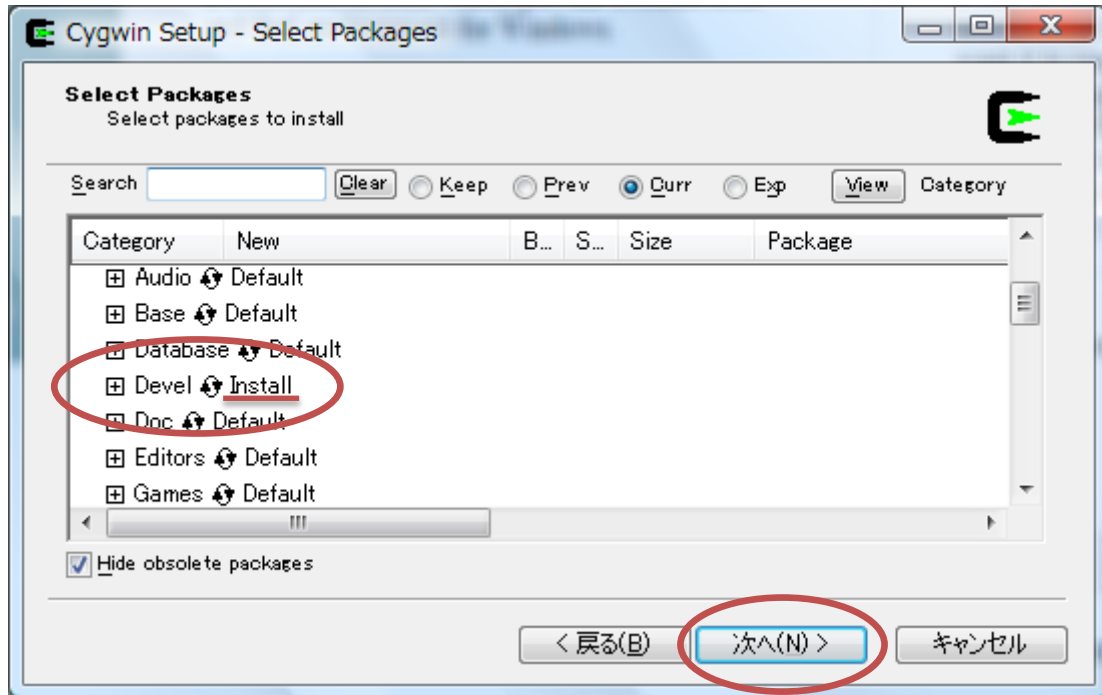 Cygwin Setup - Select Packages
Select Packages
Select packages to install
Search Clear Keep Prev Curr Exp View Category
Category New B... S... Size Package
Audio Default
Base Default
Database Default
Devel Install
Doc Default
Editors Default
Games Default
Hide obsolete packages
< 戻る(B) 次へ(N) > キャンセル